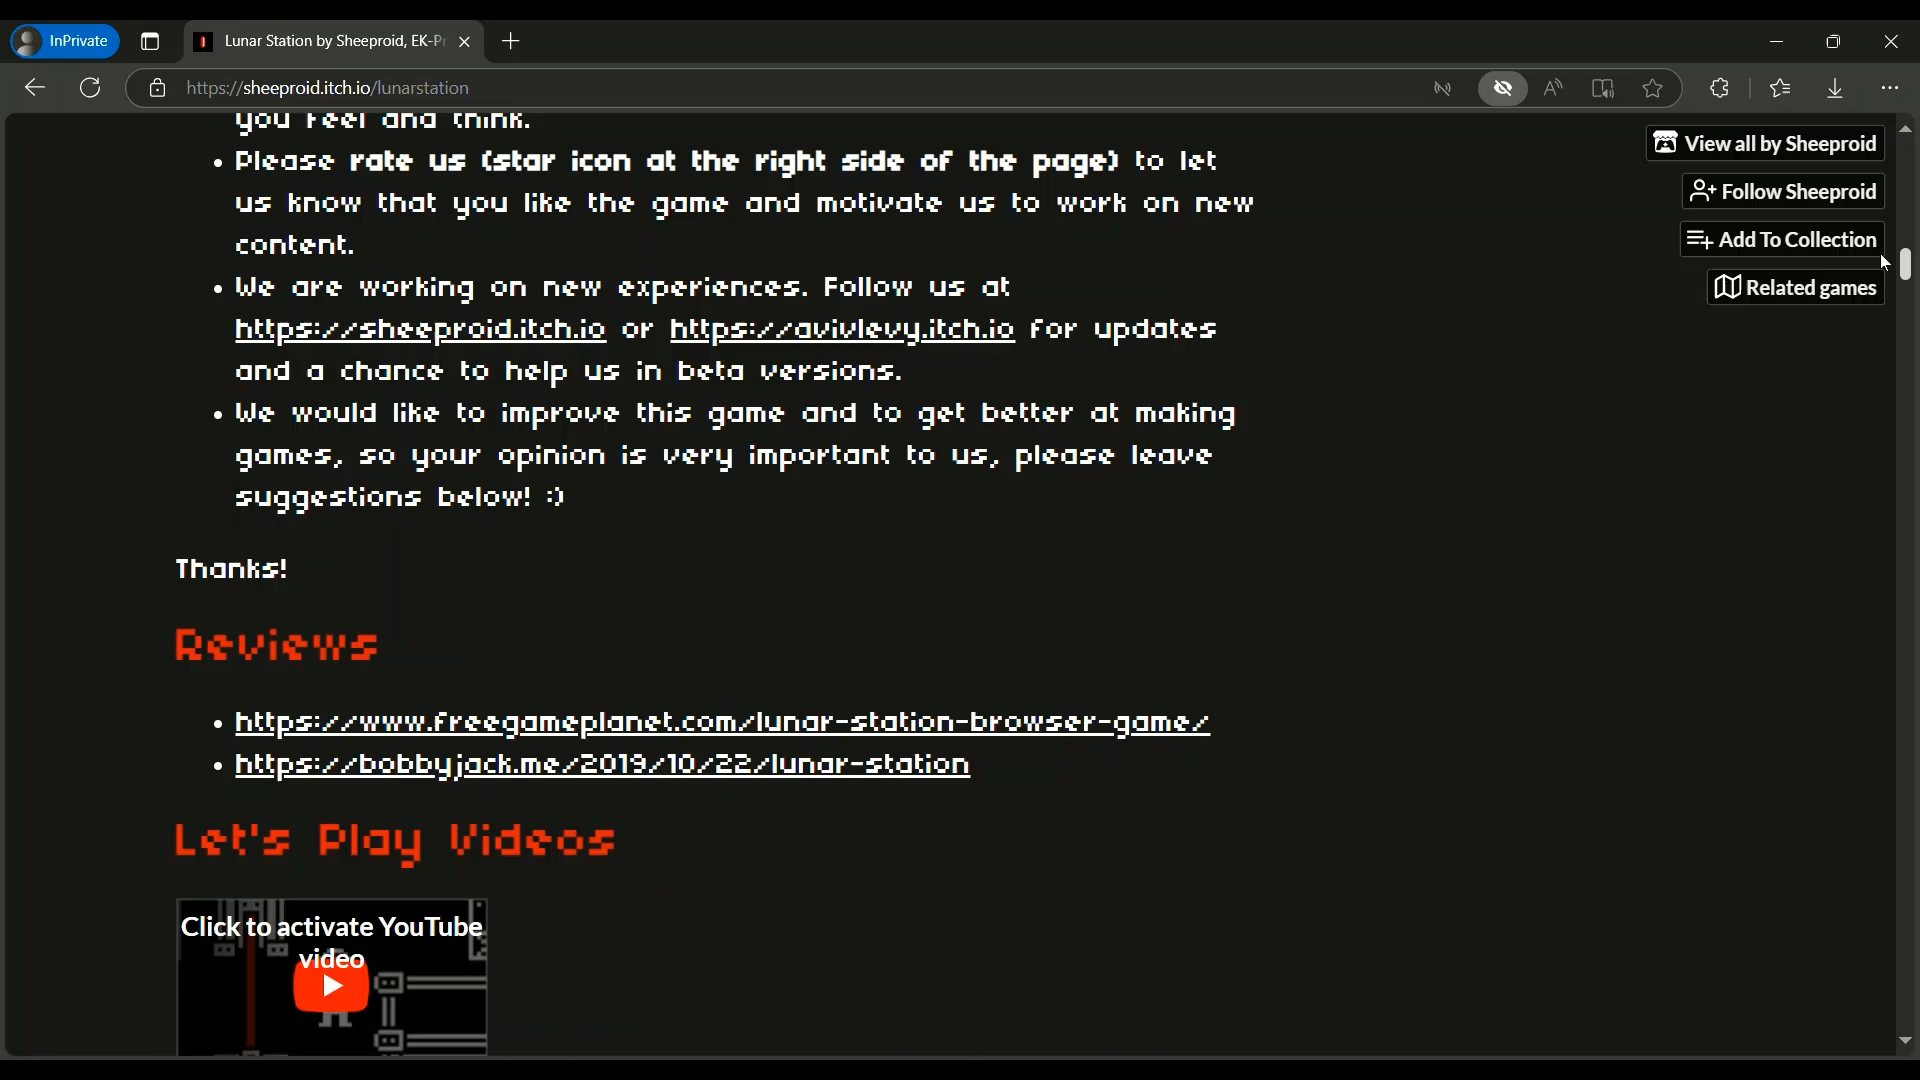 InPrivate
Lunar Station by Sheeproid, EK-Pr
https://sheeproid.itch.io/lunarstation
you feel and think.
• Please rate us (star icon at the right side of the page) to let
us know that you like the game and motivate us to work on new
content.
• We are working on new experiences. Follow us at
https://sheeproid.itch.io or https://avivlevy.itch.io for updates
and a chance to help us in beta versions.
• We would like to improve this game and to get better at making
games, so your opinion is very important to us, please leave
suggestions below! :)
Thanks!
Reviews
• https://www.freegameplanet.com/lunar-station-browser-game/
• https://bobbyjack.me/2019/10/22/lunar-station
Let's Play Videos
Click to activate YouTube
video
View all by Sheeproid
Follow Sheeproid
Add To Collection
Related games